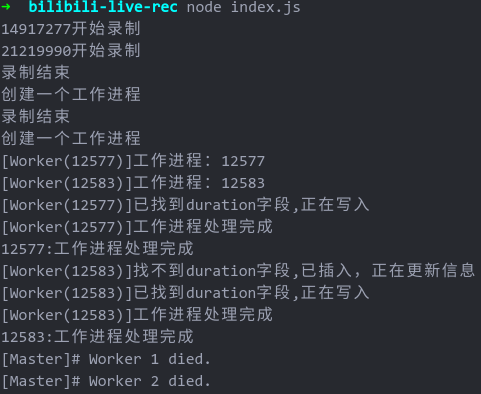 ➜ bilibili-live-rec node index.js
14917277开始录制
21219990开始录制
录制结束
创建一个工作进程
录制结束
创建一个工作进程
[Worker(12577)]工作进程：12577
[Worker(12583)]工作进程：12583
[Worker(12577)]已找到duration字段,正在写入
[Worker(12577)]工作进程处理完成
12577:工作进程处理完成
[Worker(12583)]找不到duration字段,已插入，正在更新信息
[Worker(12583)]已找到duration字段,正在写入
[Worker(12583)]工作进程处理完成
12583:工作进程处理完成
[Master]# Worker 1 died.
[Master]# Worker 2 died.